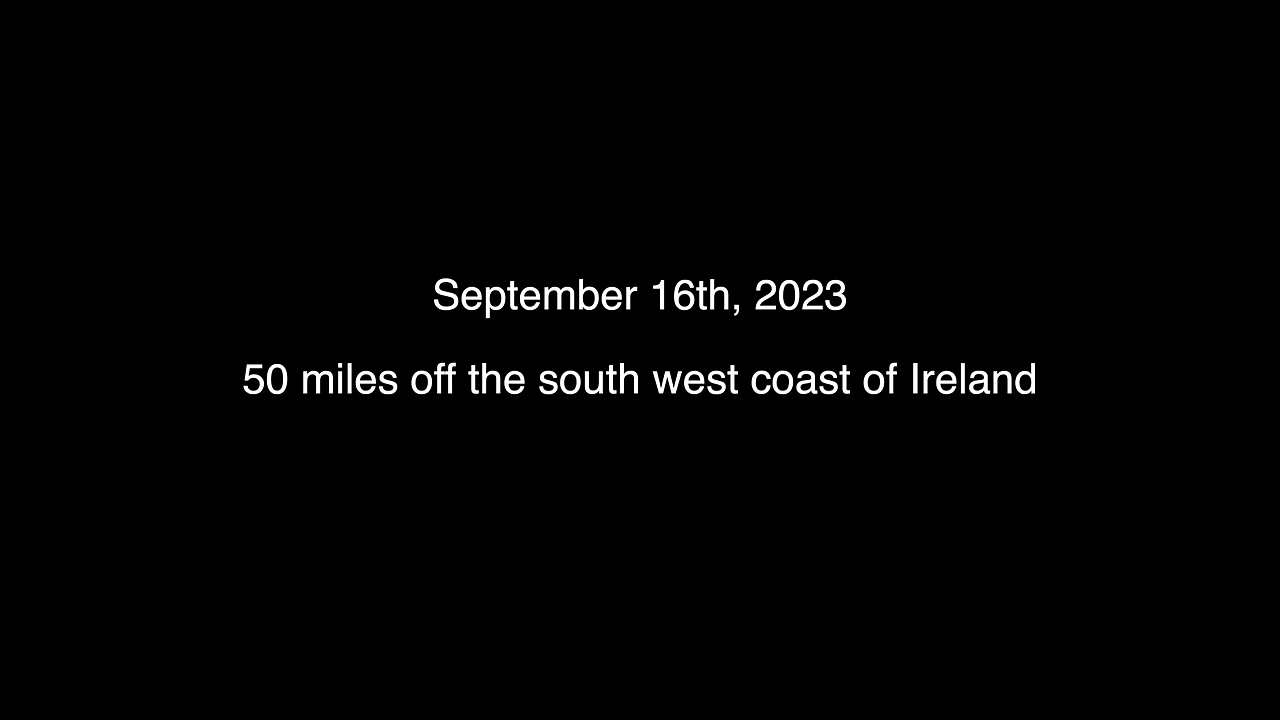 September 16th, 2023
50 miles off the south west coast of Ireland